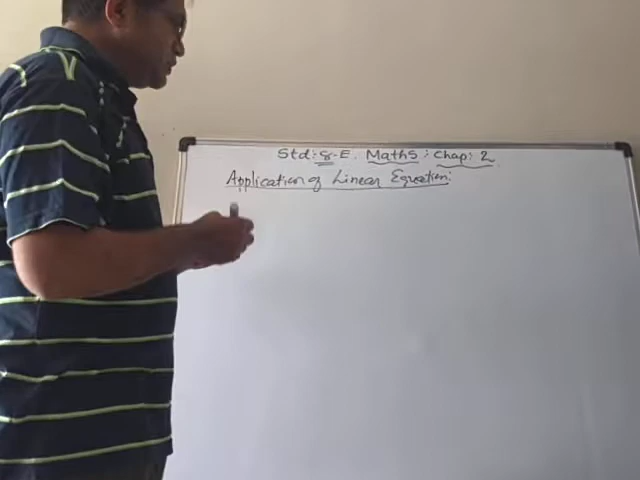 Std: 8-E. Maths : Chap: 2
Application of Linear Equation: